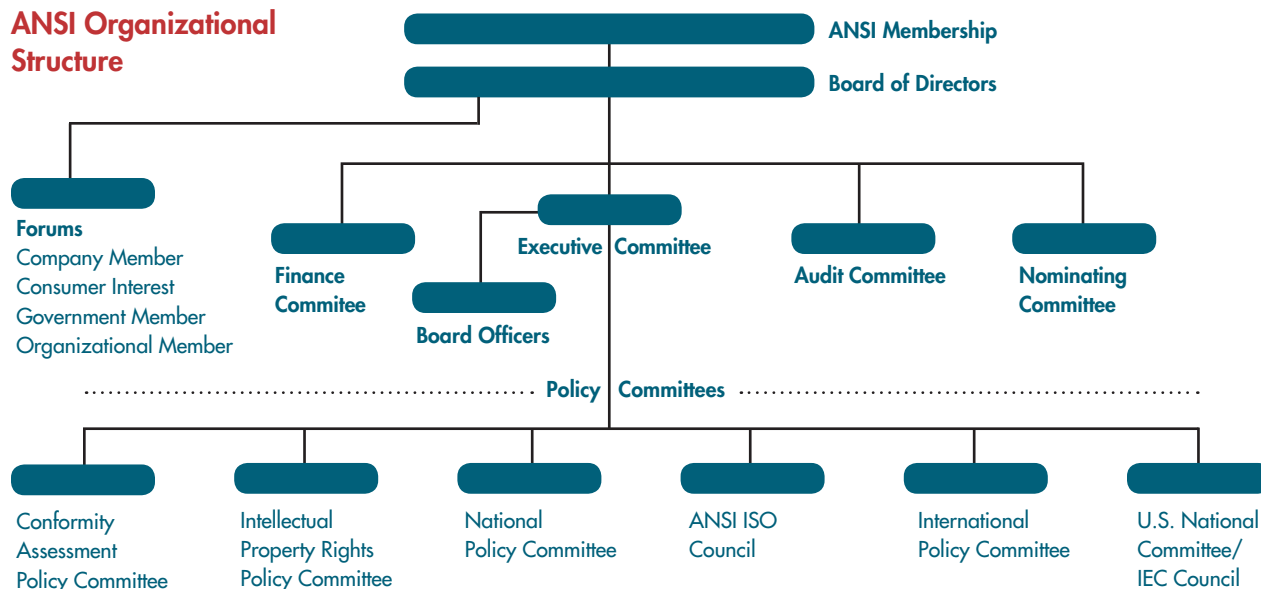 ANSI Organizational
Structure
ANSI Membership
Board of Directors
Forums
Company Member
Consumer Interest
Government Member
Organizational Member
Finance
Commitee
Executive Committee
Board Officers
Audit Committee
Nominating
Committee
Policy Committees
Conformity
Assessment
Policy Committee
Intellectual
Property Rights
Policy Committee
National
Policy Committee
ANSI ISO
Council
International
Policy Committee
U.S. National
Committee/
IEC Council